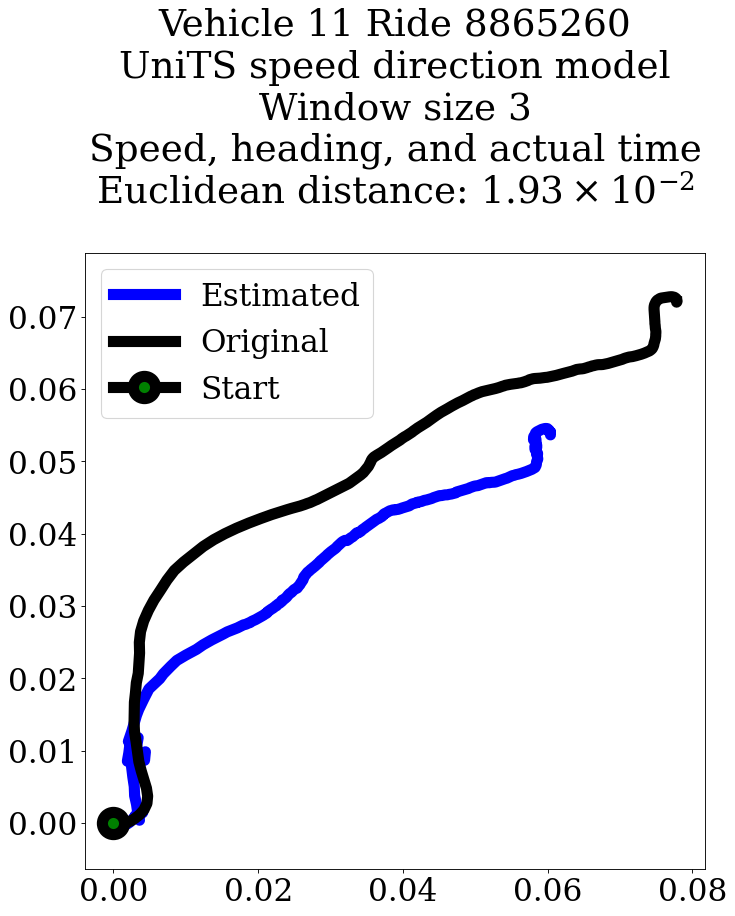 Vehicle 11 Ride 8865260
UniTS speed direction model
Window size 3
Speed, heading, and actual time
Euclidean distance: 1.93 × 10⁻²
Estimated
Original
Start
0.07
0.06
0.05
0.04
0.03
0.02
0.01
0.00
0.00 0.02 0.04 0.06 0.08